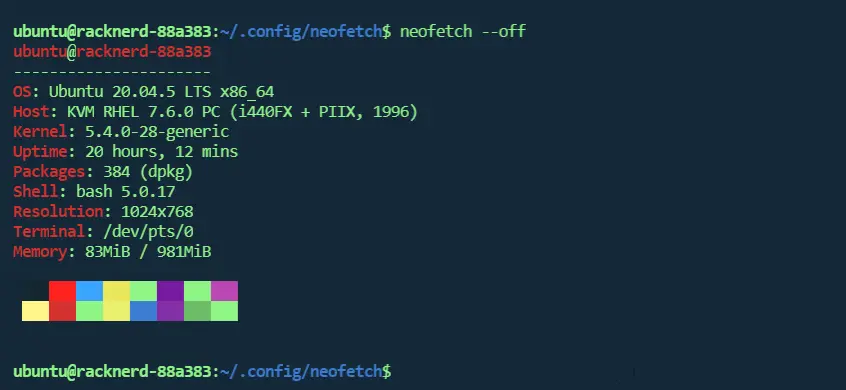 ubuntu@racknerd-88a383:~/.config/neofetch$ neofetch --off
ubuntu@racknerd-88a383
----------------------
OS: Ubuntu 20.04.5 LTS x86_64
Host: KVM RHEL 7.6.0 PC (i440FX + PIIX, 1996)
Kernel: 5.4.0-28-generic
Uptime: 20 hours, 12 mins
Packages: 384 (dpkg)
Shell: bash 5.0.17
Resolution: 1024x768
Terminal: /dev/pts/0
Memory: 83MiB / 981MiB
ubuntu@racknerd-88a383:~/.config/neofetch$